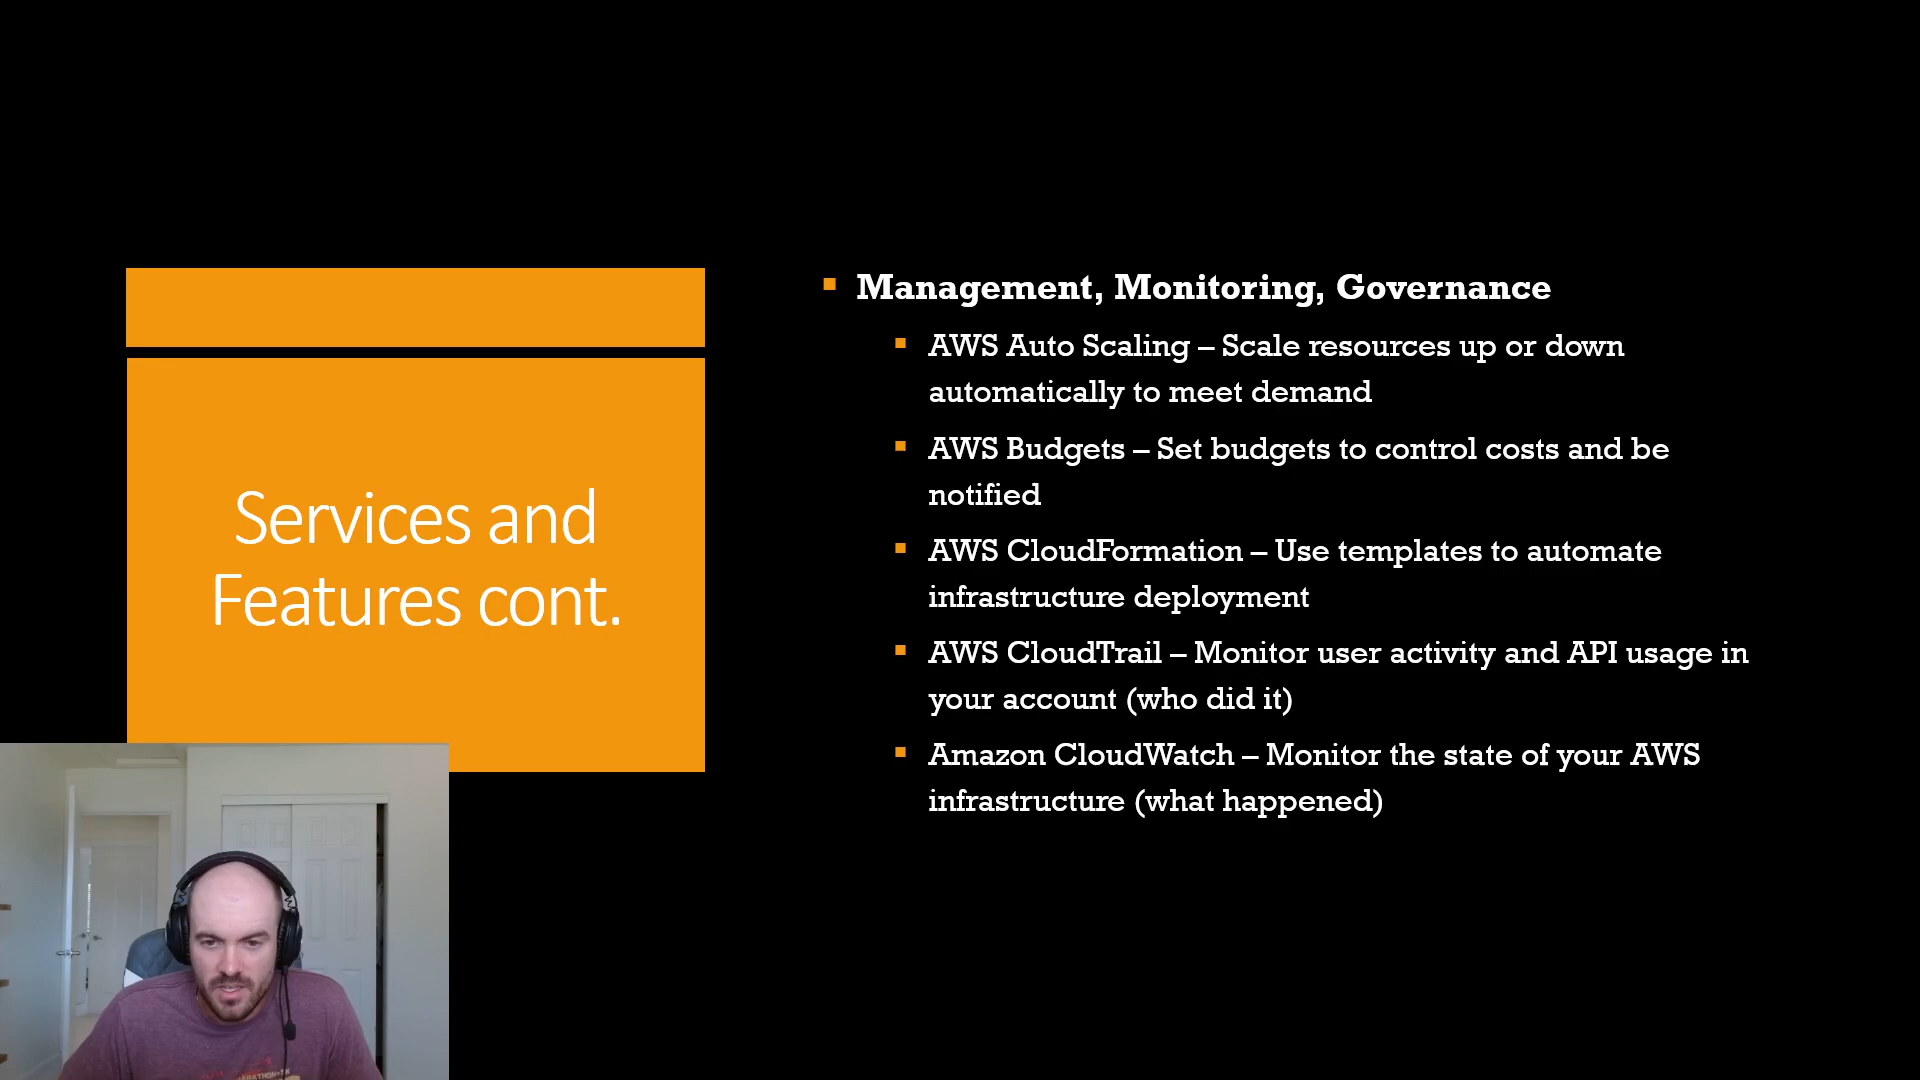 Services and
Features cont.
Management, Monitoring, Governance
AWS Auto Scaling – Scale resources up or down
automatically to meet demand
AWS Budgets – Set budgets to control costs and be
notified
AWS CloudFormation – Use templates to automate
infrastructure deployment
AWS CloudTrail – Monitor user activity and API usage in
your account (who did it)
Amazon CloudWatch – Monitor the state of your AWS
infrastructure (what happened)